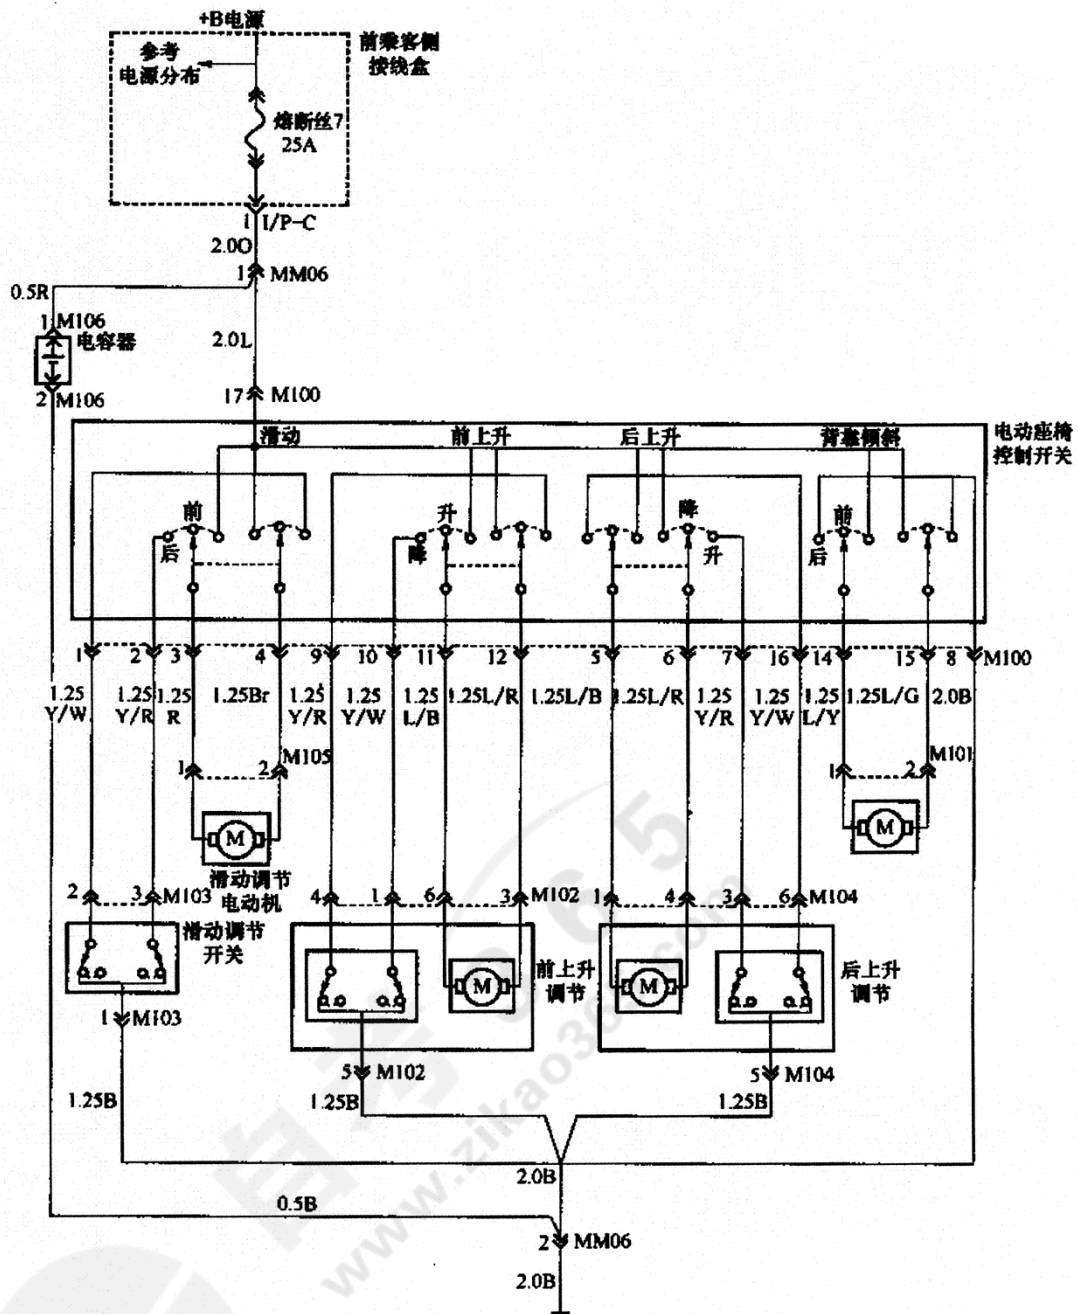 +B电源
前乘客侧
接线盒
参考
电源分布
熔断丝7
25A
1 I/P-C
2.0O
1 MM06
0.5R
1 M106
电容器
2 M106
2.0L
17 M100
电动座椅
控制开关
滑动 前上升 后上升 背靠倾斜
前 升 降 前
后 降 升 后
1 2 3 4 9 10 11 12 5 6 7 16 14 15 8 M100
1.25 1.25 1.25 1.25Br 1.25 1.25 1.25 1.25L/R 1.25L/B 1.25L/R 1.25 1.25 1.25 1.25L/G 2.0B
Y/W Y/R R Y/R Y/W L/B Y/R Y/W L/Y
1 2 M105
1 2 M101
M
M
滑动调节
电动机
2 3 M103
4 1 6 3 M102
1 4 3 6 M104
滑动调节
开关
M
前上升
调节
M
后上升
调节
1 M103
5 M102
5 M104
1.25B
1.25B
1.25B
2.0B
0.5B
2 MM06
2.0B
自考365
www.zikao365.com